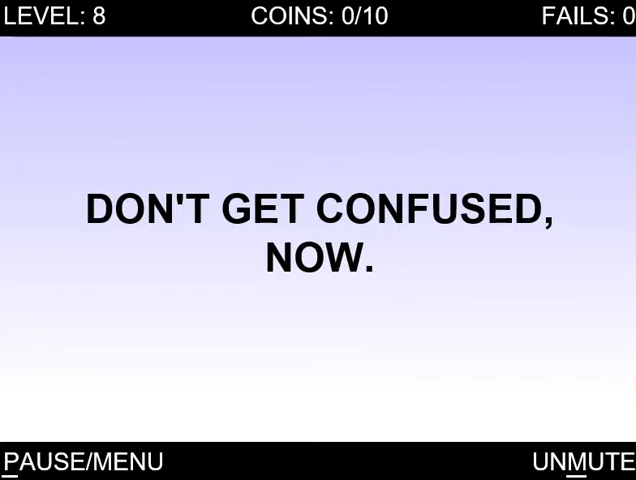 LEVEL: 8 COINS: 0/10 FAILS: 0
DON'T GET CONFUSED,
NOW.
PAUSE/MENU UNMUTE